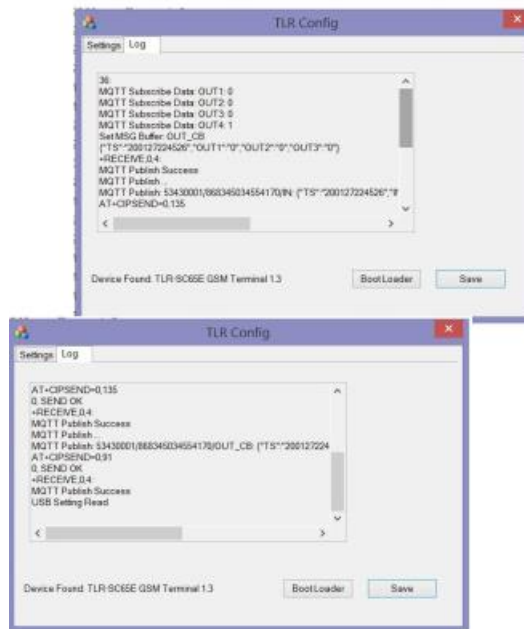 TLR Config
Settings Log
36
MQTT Subscribe Data: OUT1: 0
MQTT Subscribe Data: OUT2: 0
MQTT Subscribe Data: OUT3: 0
MQTT Subscribe Data: OUT4: 1
Set MSG Buffer: OUT_CB
{"TS":"200127224526","OUT1":"0","OUT2":"0","OUT3":"0"}
+RECEIVE,0,4:
MQTT Publish Success
MQTT Publish...
MQTT Publish: 53430001/868345034554170/IN: {"TS":"200127224526",
AT+CIPSEND=0,135
Device Found: TLR-SC65E GSM Terminal 1.3
BootLoader
Save
TLR Config
Settings Log
AT+CIPSEND=0,135
0, SEND OK
+RECEIVE,0,4:
MQTT Publish Success
MQTT Publish...
MQTT Publish: 53430001/868345034554170/OUT_CB: {"TS":"200127224
AT+CIPSEND=0,91
0, SEND OK
+RECEIVE,0,4:
MQTT Publish Success
USB Setting Read
Device Found: TLR-SC65E GSM Terminal 1.3
BootLoader
Save